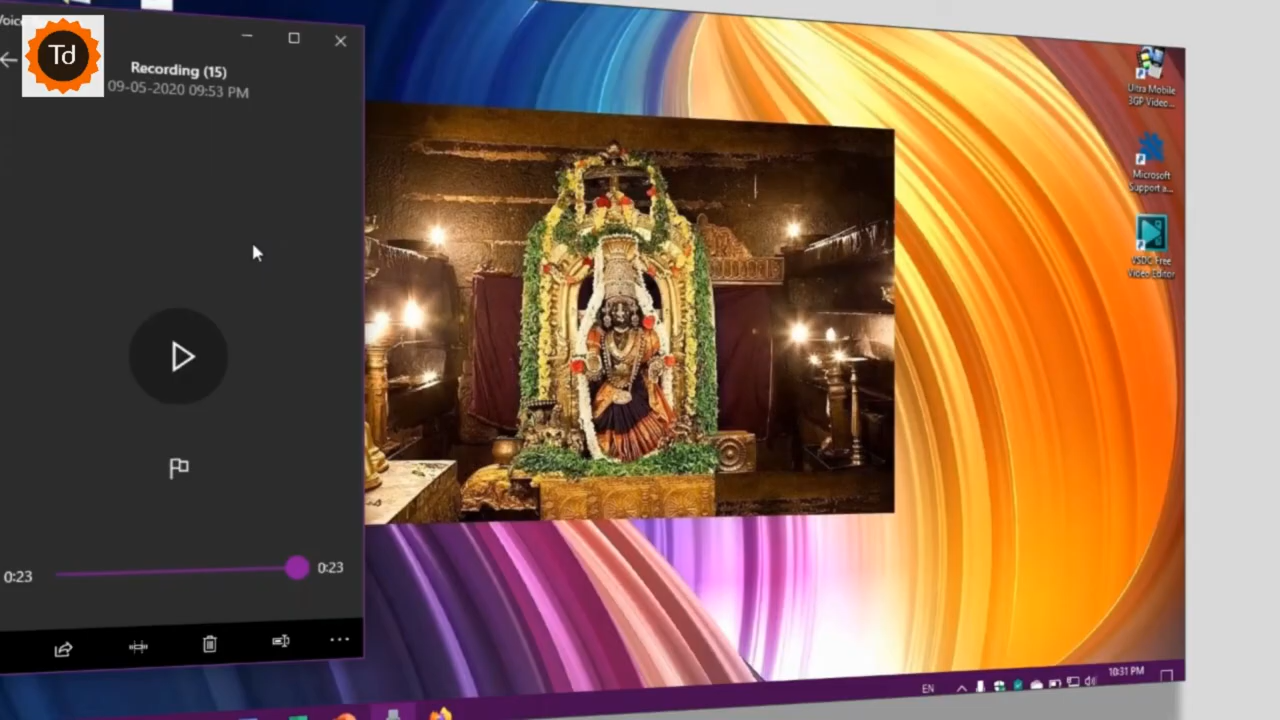 Voice
Td
Recording (15)
09-05-2020 09:53 PM
0:23
0:23
Ultra Mobile
3GP Video...
Microsoft
Support a...
VSDC Free
Video Editor
EN
10:31 PM